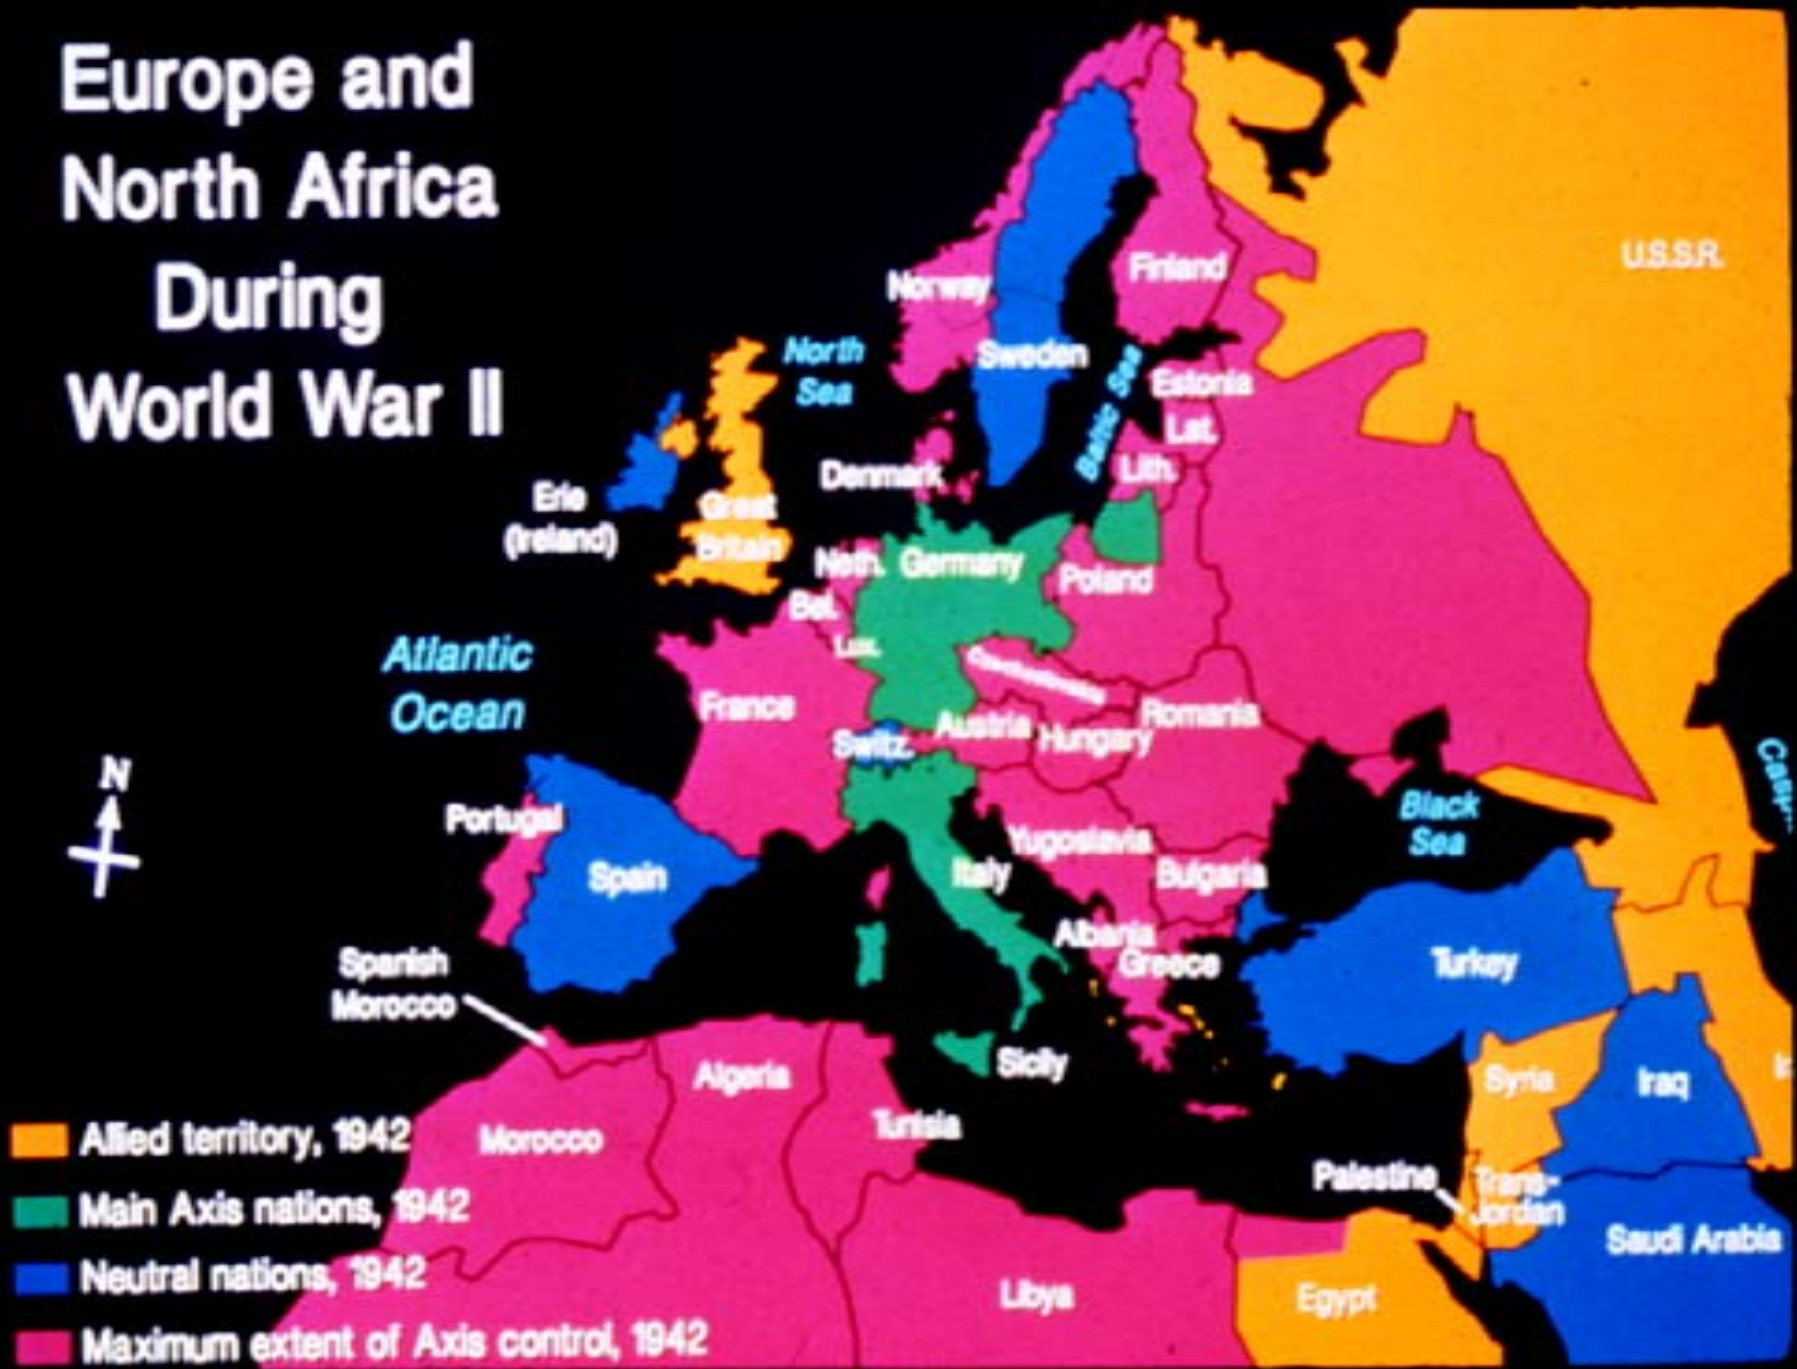 Europe and
North Africa
During
World War II
U.S.S.R.
Finland
Norway
North
Sea
Sweden
Baltic Sea
Estonia
Lat.
Lith.
Denmark
Erie
(Ireland)
Great
Britain
Neth.
Germany
Poland
Bel.
Lux.
Atlantic
Ocean
France
Austria
Hungary
Romania
Switz.
N
Portugal
Spain
Yugoslavia
Black
Sea
Italy
Bulgaria
Albania
Greece
Turkey
Spanish
Morocco
Sicily
Algeria
Syria
Iraq
Tunisia
Morocco
Palestine
Trans-
Jordan
Saudi Arabia
Libya
Egypt
Allied territory, 1942
Main Axis nations, 1942
Neutral nations, 1942
Maximum extent of Axis control, 1942